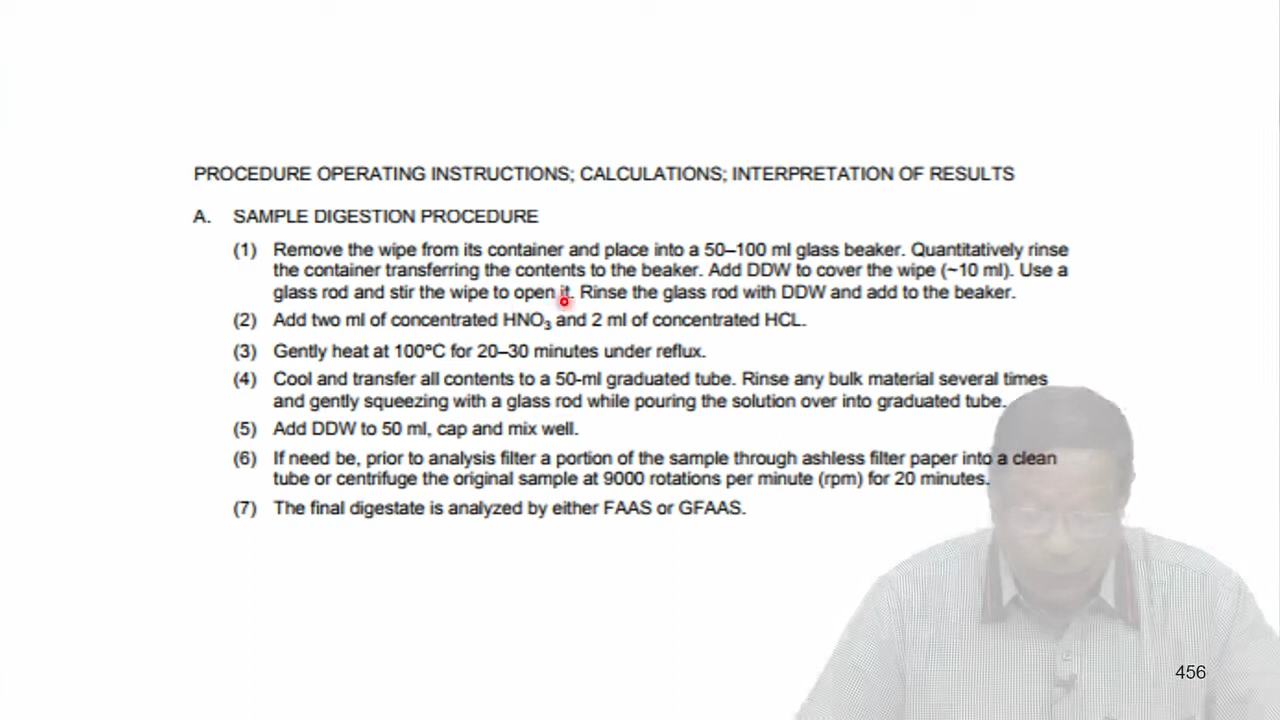 PROCEDURE OPERATING INSTRUCTIONS; CALCULATIONS; INTERPRETATION OF RESULTS
A. SAMPLE DIGESTION PROCEDURE
(1) Remove the wipe from its container and place into a 50–100 ml glass beaker. Quantitatively rinse
the container transferring the contents to the beaker. Add DDW to cover the wipe (~10 ml). Use a
glass rod and stir the wipe to open it. Rinse the glass rod with DDW and add to the beaker.
(2) Add two ml of concentrated HNO₃ and 2 ml of concentrated HCL.
(3) Gently heat at 100°C for 20–30 minutes under reflux.
(4) Cool and transfer all contents to a 50-ml graduated tube. Rinse any bulk material several times
and gently squeezing with a glass rod while pouring the solution over into graduated tube.
(5) Add DDW to 50 ml, cap and mix well.
(6) If need be, prior to analysis filter a portion of the sample through ashless filter paper into a clean
tube or centrifuge the original sample at 9000 rotations per minute (rpm) for 20 minutes.
(7) The final digestate is analyzed by either FAAS or GFAAS.
456